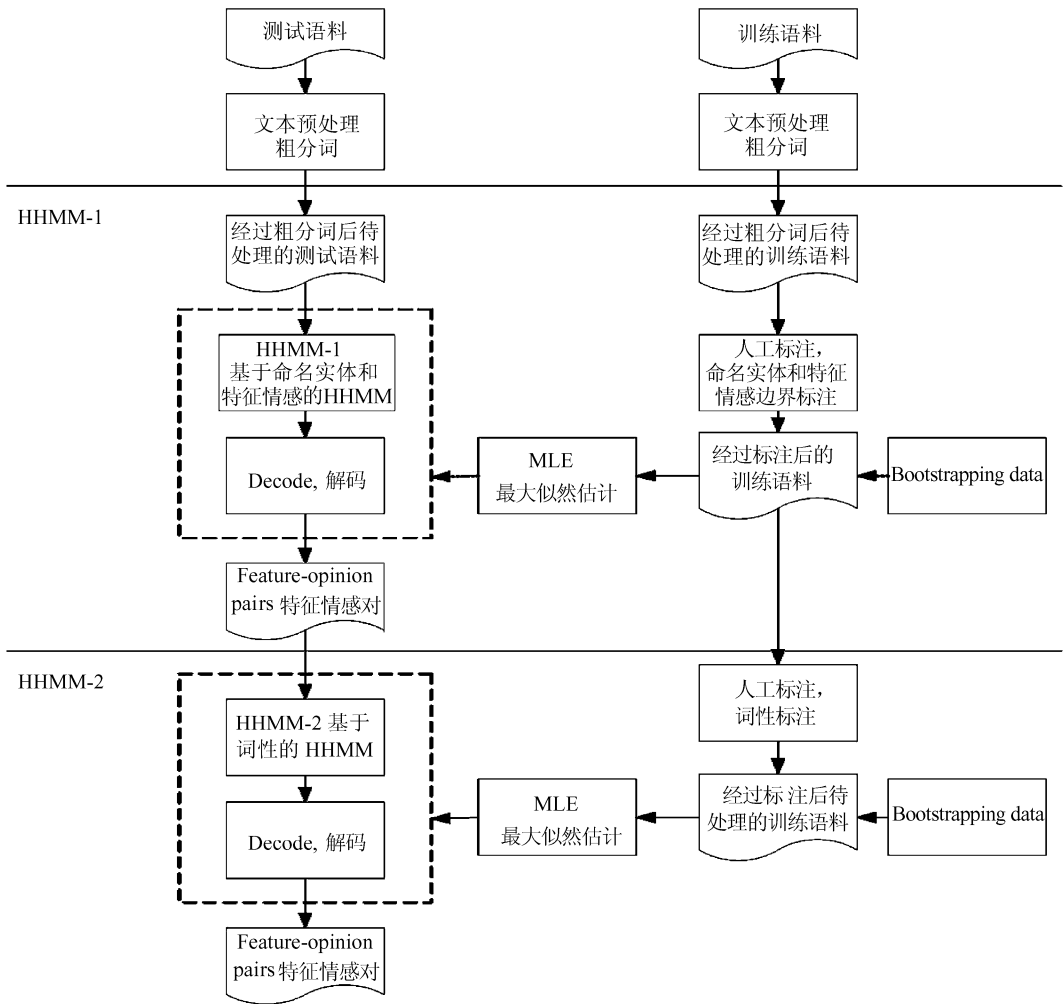 测试语料
训练语料
文本预处理
粗分词
文本预处理
粗分词
HHMM-1
经过粗分词后待
处理的测试语料
经过粗分词后待
处理的训练语料
HHMM-1
基于命名实体和
特征情感的HHMM
人工标注，
命名实体和特征
情感边界标注
Decode, 解码
MLE
最大似然估计
经过标注后的
训练语料
Bootstrapping data
Feature-opinion
pairs 特征情感对
HHMM-2
人工标注，
词性标注
HHMM-2 基于
词性的 HHMM
Decode, 解码
MLE
最大似然估计
经过标注后待
处理的训练语料
Bootstrapping data
Feature-opinion
pairs 特征情感对